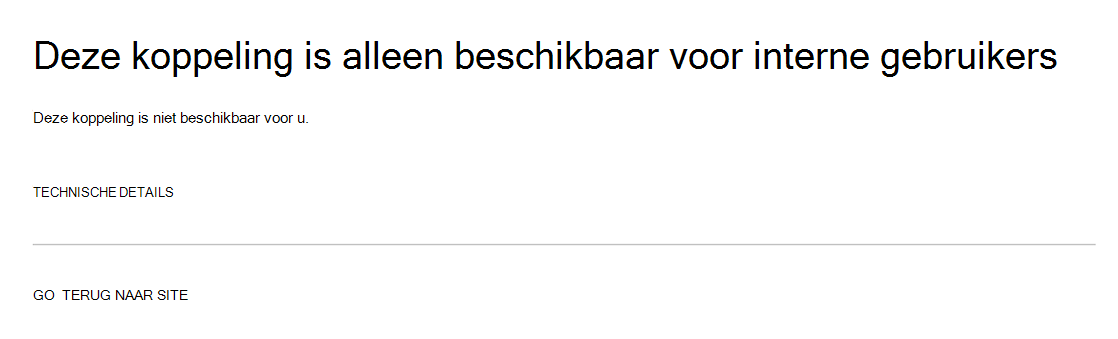 Deze koppeling is alleen beschikbaar voor interne gebruikers
Deze koppeling is niet beschikbaar voor u.
TECHNISCHE DETAILS
GO TERUG NAAR SITE